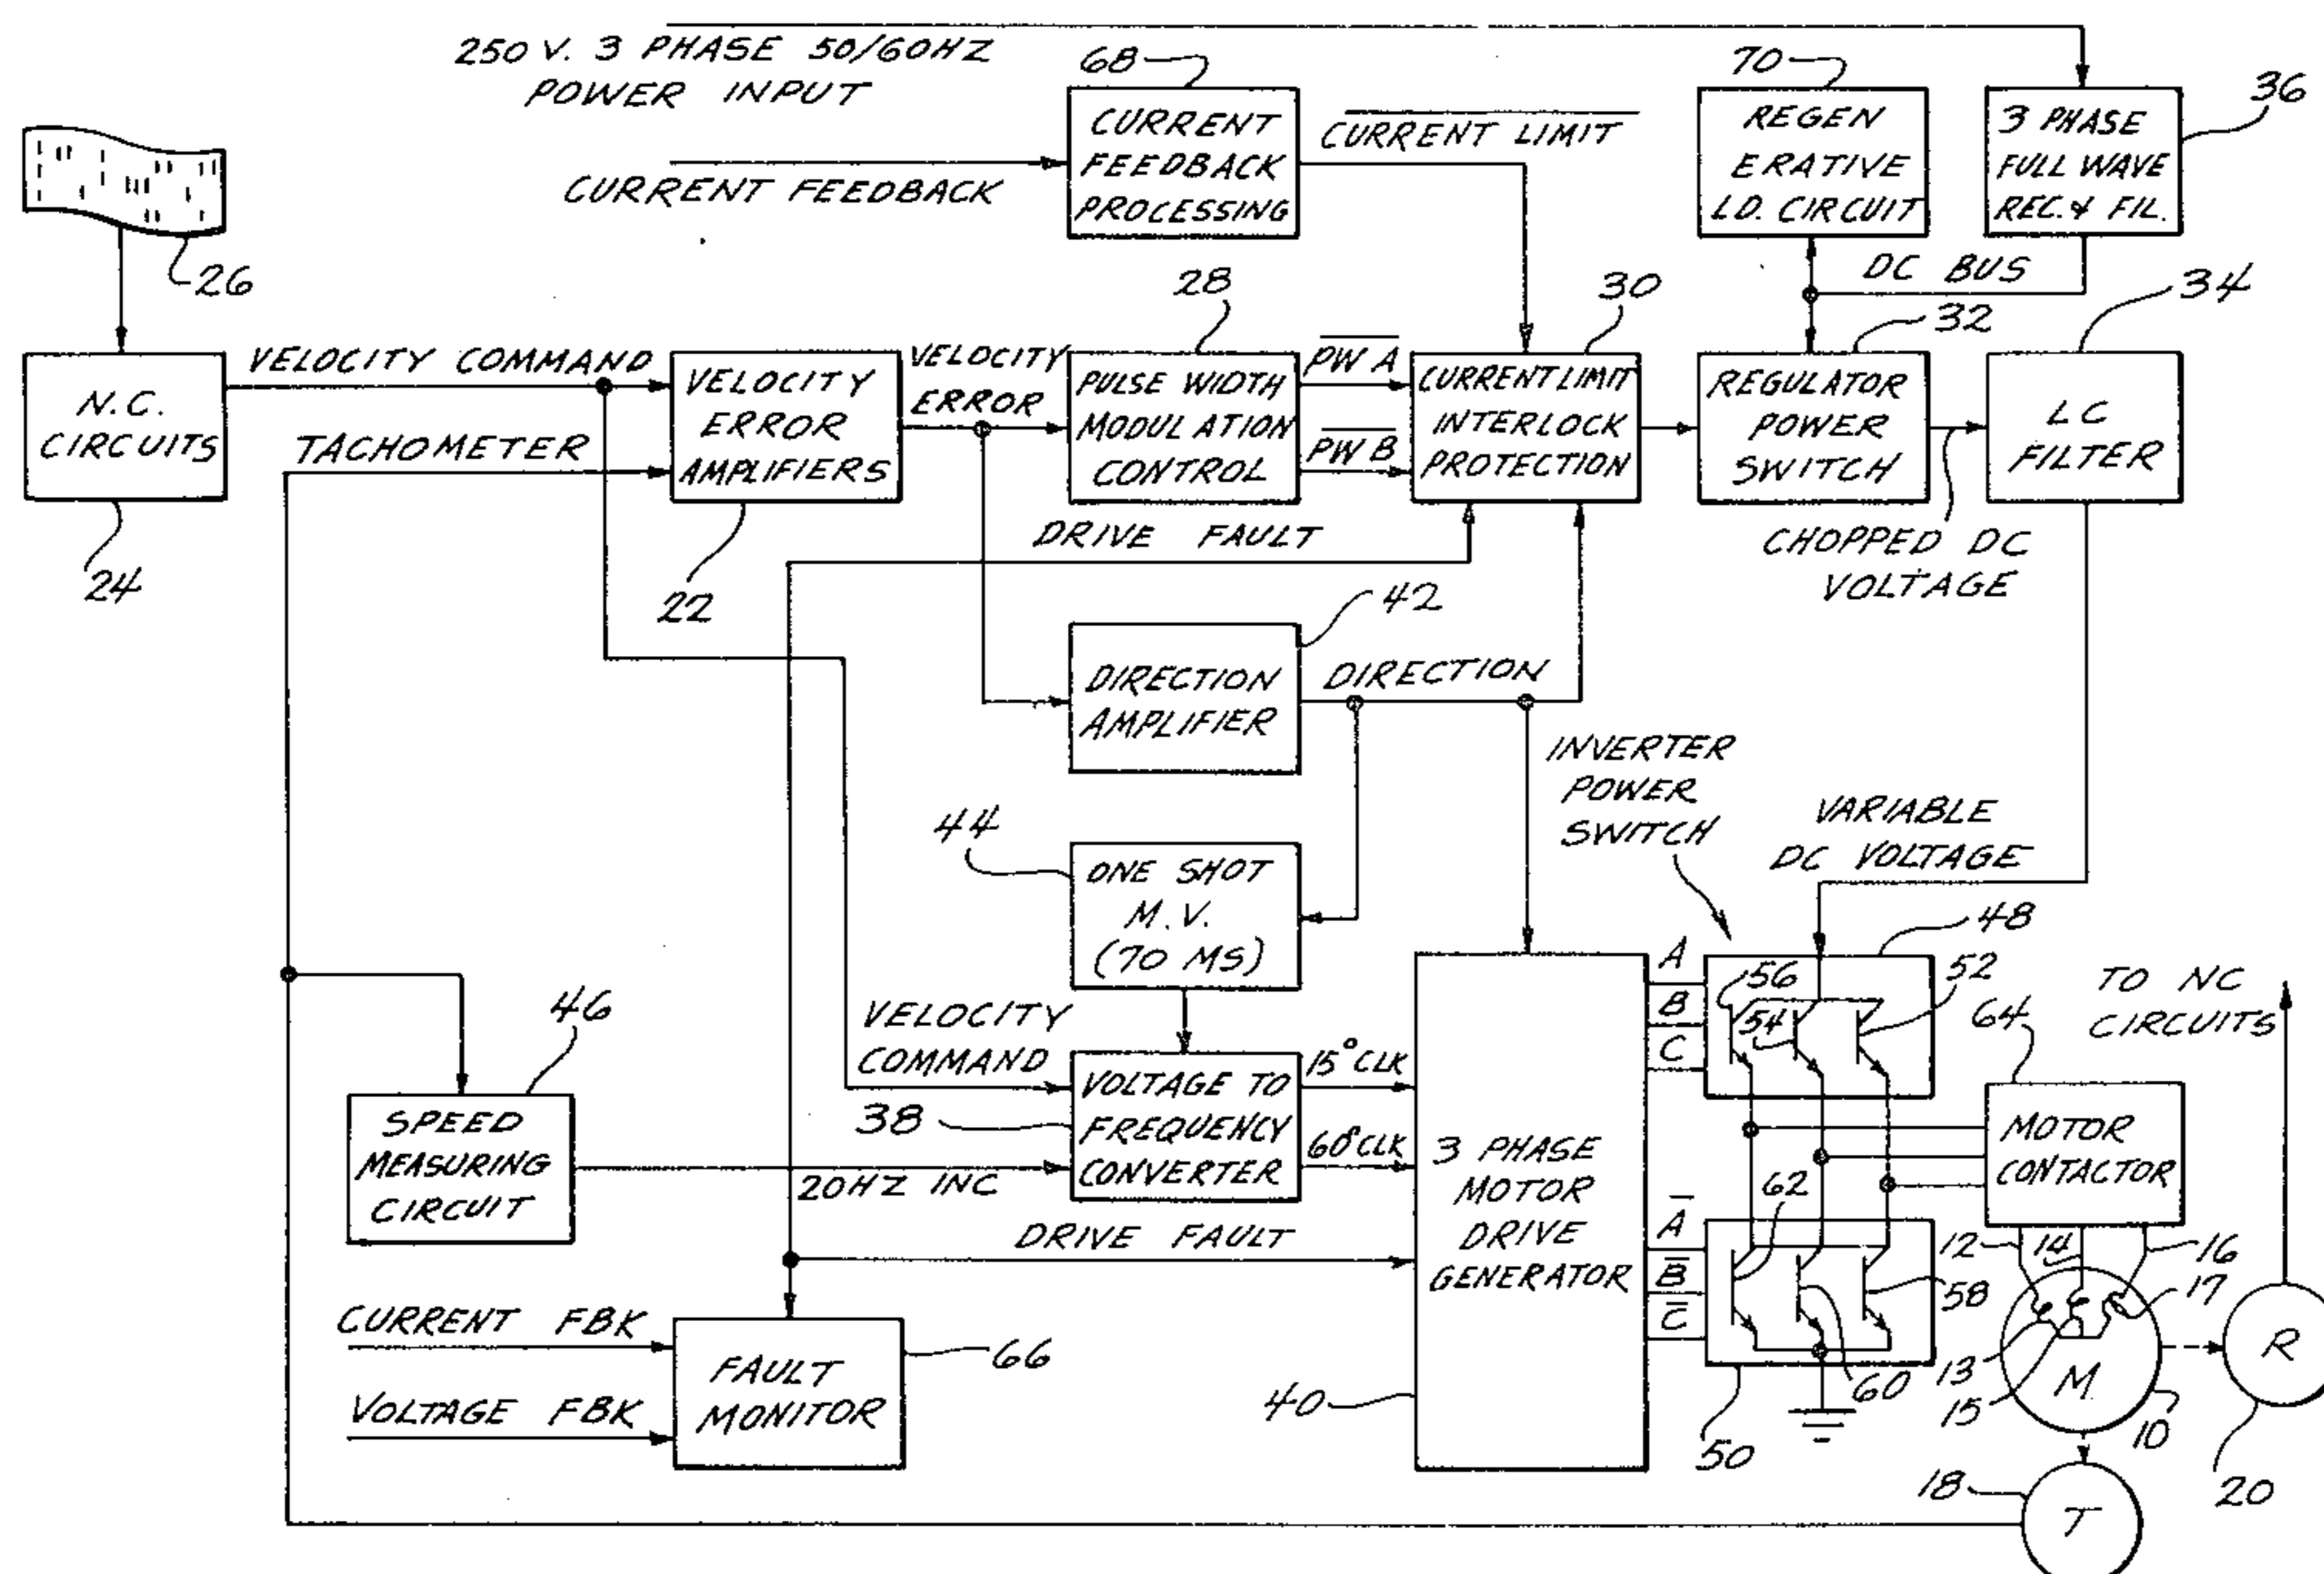 250 V. 3 PHASE 50/60HZ
POWER INPUT
68
CURRENT
FEEDBACK
PROCESSING
CURRENT FEEDBACK
CURRENT LIMIT
70
REGEN
ERATIVE
LD. CIRCUIT
36
3 PHASE
FULL WAVE
REC. & FIL.
DC BUS
26
N.C.
CIRCUITS
24
VELOCITY COMMAND
TACHOMETER
VELOCITY
ERROR
AMPLIFIERS
22
VELOCITY
ERROR
28
PULSE WIDTH
MODULATION
CONTROL
P̅W̅ ̅A̅
P̅W̅ ̅B̅
30
CURRENT LIMIT
INTERLOCK
PROTECTION
32
REGULATOR
POWER
SWITCH
34
LC
FILTER
CHOPPED DC
VOLTAGE
DRIVE FAULT
42
DIRECTION
AMPLIFIER
DIRECTION
INVERTER
POWER
SWITCH
VARIABLE
DC VOLTAGE
44
ONE SHOT
M.V.
(70 MS)
46
SPEED
MEASURING
CIRCUIT
20HZ INC
VELOCITY
COMMAND
38
VOLTAGE TO
FREQUENCY
CONVERTER
15° CLK
60° CLK
DRIVE FAULT
CURRENT FBK
VOLTAGE FBK
FAULT
MONITOR
66
3 PHASE
MOTOR
DRIVE
GENERATOR
40
A
B
C
A̅
B̅
C̅
48
56
54
52
62
60
58
50
64
MOTOR
CONTACTOR
TO NC
CIRCUITS
12
14
16
17
13
15
M
10
R
20
18
T